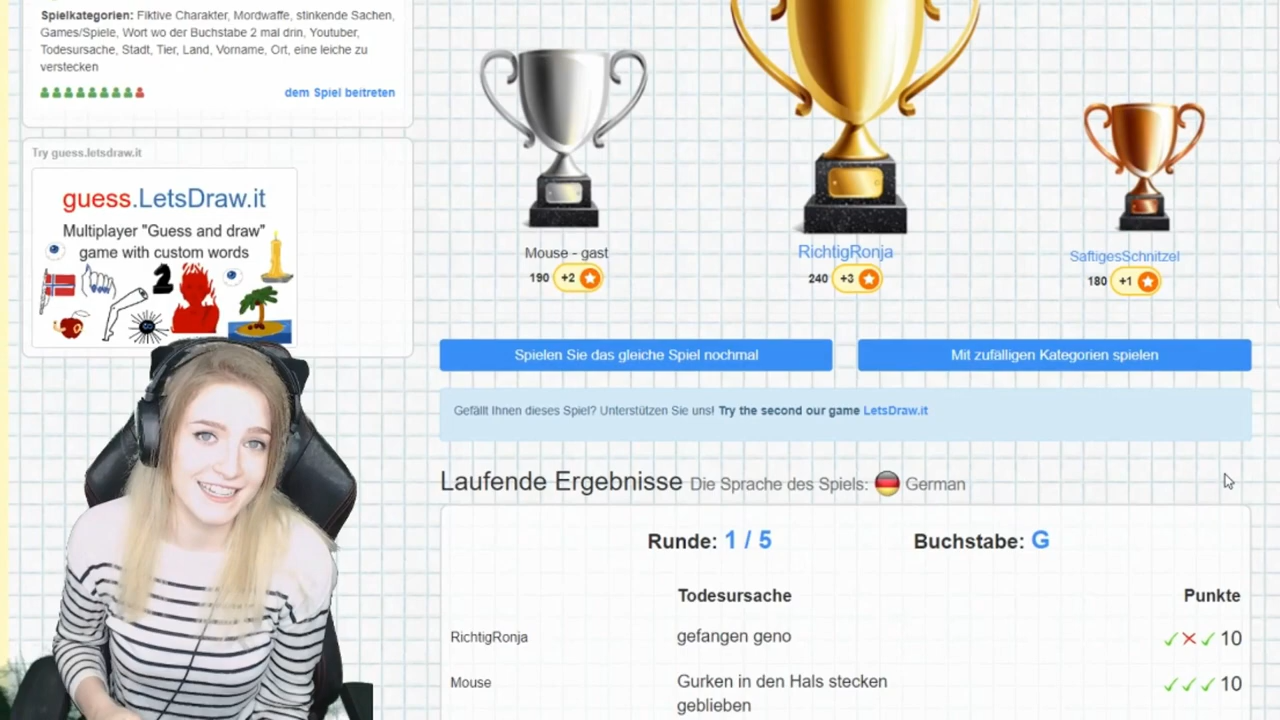 Spielkategorien: Fiktive Charakter, Mordwaffe, stinkende Sachen,
Games/Spiele, Wort wo der Buchstabe 2 mal drin, Youtuber,
Todesursache, Stadt, Tier, Land, Vorname, Ort, eine leiche zu
verstecken
dem Spiel beitreten
Try guess.letsdraw.it
guess.LetsDraw.it
Multiplayer "Guess and draw"
game with custom words
Mouse - gast
190 +2
RichtigRonja
240 +3
SaftigesSchnitzel
180 +1
Spielen Sie das gleiche Spiel nochmal
Mit zufälligen Kategorien spielen
Gefällt Ihnen dieses Spiel? Unterstützen Sie uns! Try the second our game LetsDraw.it
Laufende Ergebnisse Die Sprache des Spiels: German
Runde: 1 / 5 Buchstabe: G
Todesursache Punkte
RichtigRonja gefangen geno 10
Mouse Gurken in den Hals stecken 10
geblieben